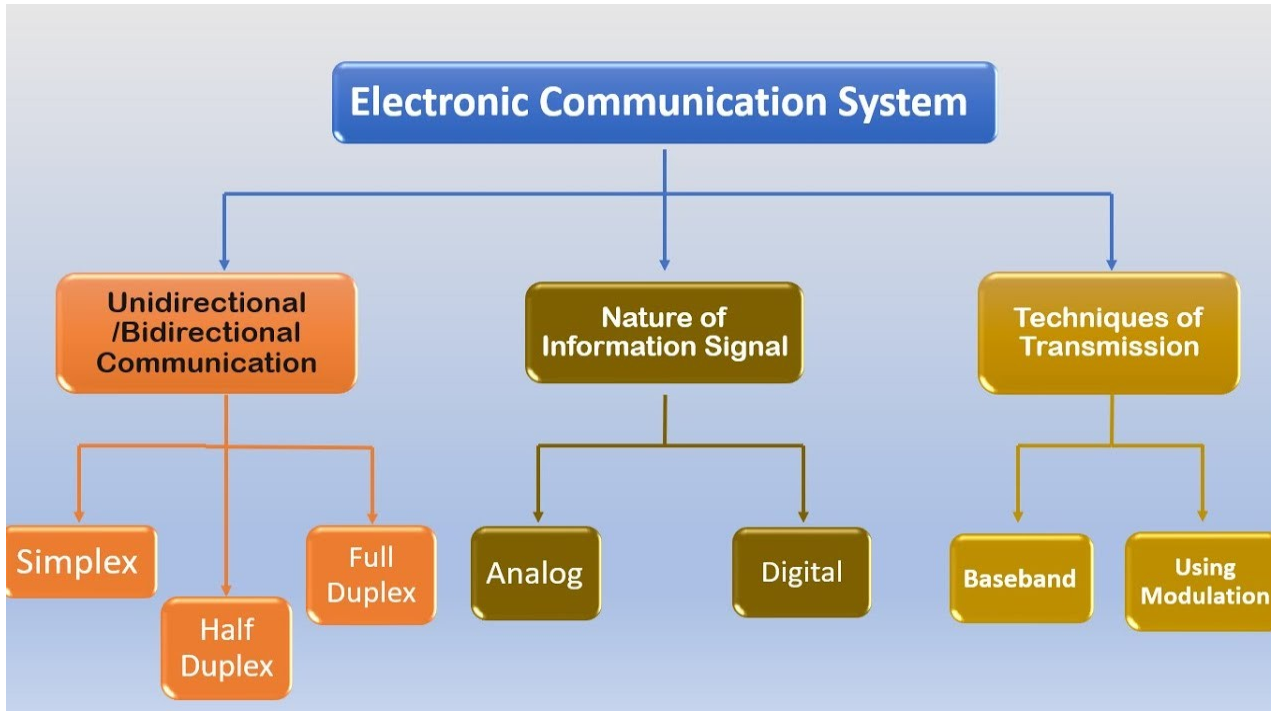 Electronic Communication System
Unidirectional
/Bidirectional
Communication
Nature of
Information Signal
Techniques of
Transmission
Simplex
Half
Duplex
Full
Duplex
Analog
Digital
Baseband
Using
Modulation